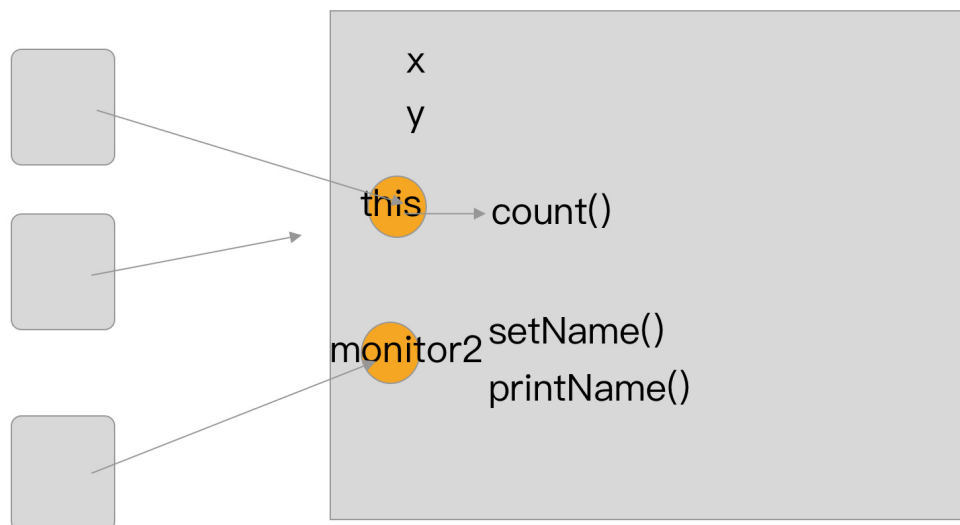 x
y
this
count()
monitor2
setName()
printName()